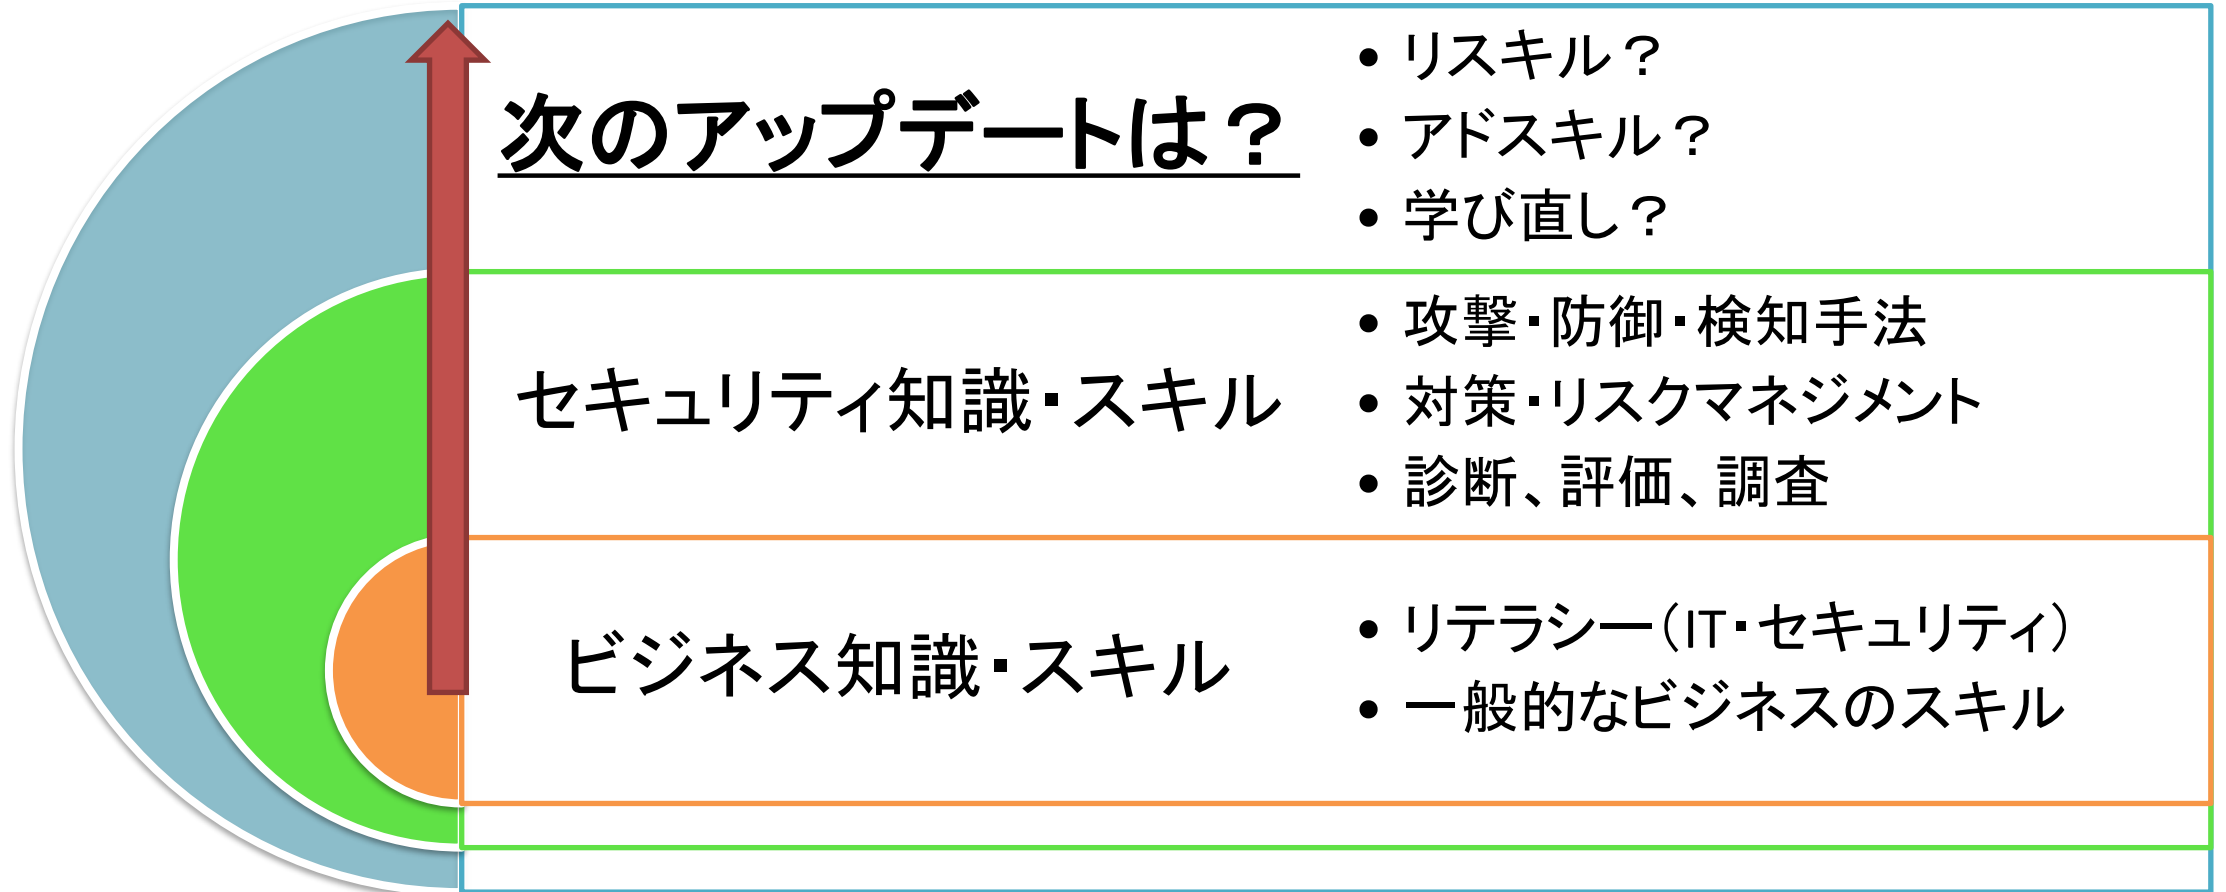 次のアップデートは？
• リスキル？
• アドスキル？
• 学び直し？
セキュリティ知識・スキル
• 攻撃・防御・検知手法
• 対策・リスクマネジメント
• 診断、評価、調査
ビジネス知識・スキル
• リテラシー（IT・セキュリティ）
• 一般的なビジネスのスキル